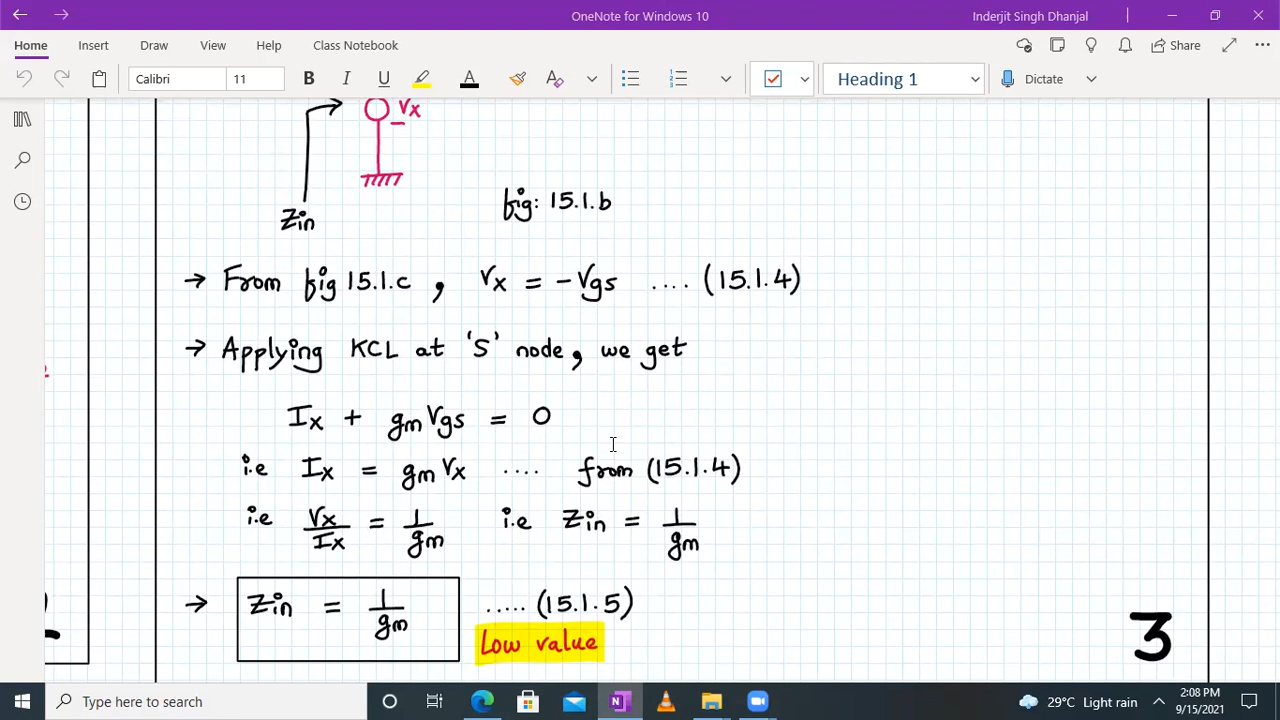 OneNote for Windows 10
Inderjit Singh Dhanjal
Home Insert Draw View Help Class Notebook Share
Calibri 11 B I U A A Heading 1 Dictate
Vx
Zin
fig: 15.1.b
→ From fig 15.1.c, Vx = -Vgs .... (15.1.4)
→ Applying KCL at 'S' node, we get
Ix + gmVgs = 0
i.e Ix = gmVx .... from (15.1.4)
i.e Vx/Ix = 1/gm i.e Zin = 1/gm
→ Zin = 1/gm ..... (15.1.5)
Low value
3
Type here to search
29°C Light rain
2:08 PM
9/15/2021